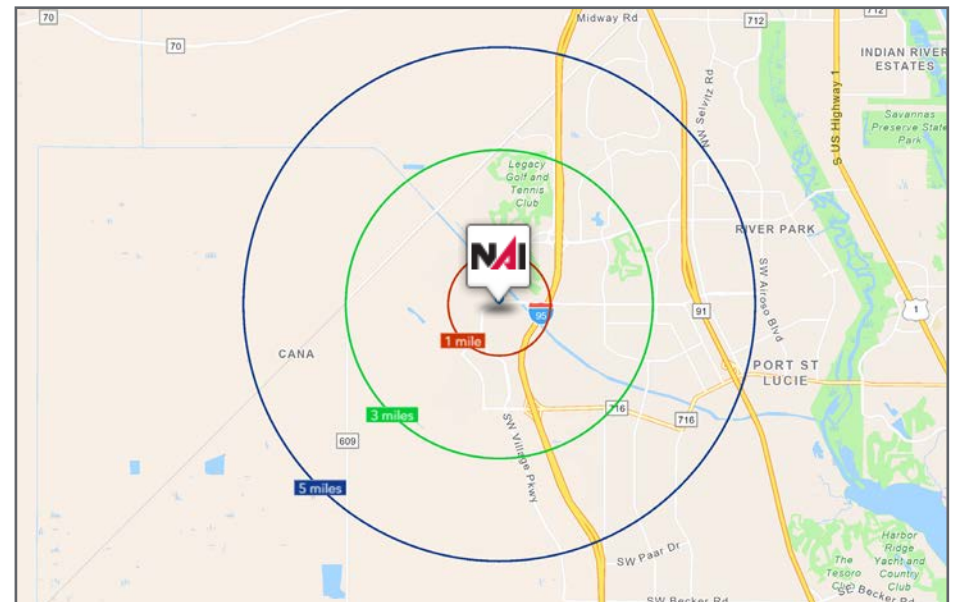 70
Midway Rd
712
712
70
INDIAN RIVER
ESTATES
NW Selvitz Rd
S US Highway 1
Savannas
Preserve State
Park
Legacy
Golf and
Tennis
Club
RIVER PARK
NAI
SW Airoso Blvd
95
91
1
1 mile
CANA
PORT ST
LUCIE
3 miles
716
716
609
SW Village Pkwy
5 miles
SW Paar Dr
Harbor
Ridge
Yacht and
Country
Club
The
Tesoro
Club
SE Becker Rd
SW Becker Rd